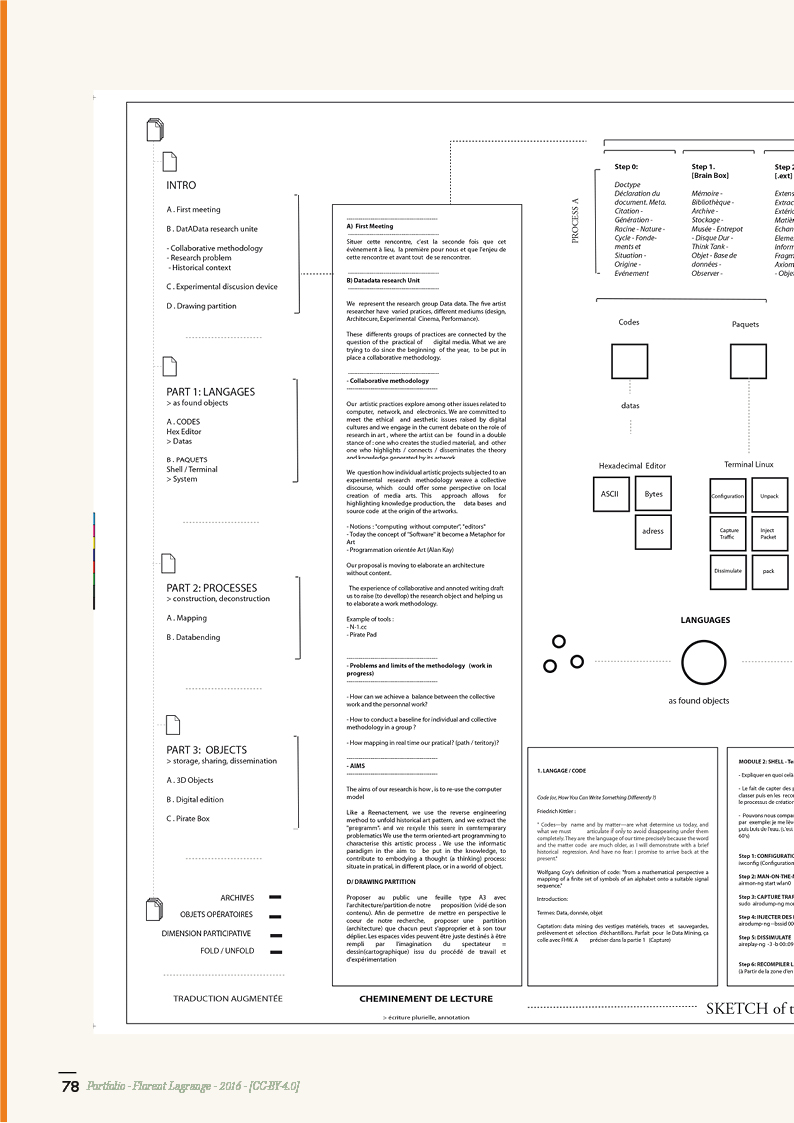 INTRO
A . First meeting
B . DatAData research unite
- Collaborative methodology
- Research problem
- Historical context
C . Experimental discusion device
D . Drawing partition
PART 1: LANGAGES
> as found objects
A . CODES
Hex Editor
> Datas
B . PAQUETS
Shell / Terminal
> System
PART 2: PROCESSES
> construction, deconstruction
A . Mapping
B . Databending
PART 3:  OBJECTS
> storage, sharing, dissemination
A . 3D Objects
B . Digital edition
C . Pirate Box
ARCHIVES
OBJETS OPÉRATOIRES
DIMENSION PARTICIPATIVE
FOLD / UNFOLD
TRADUCTION AUGMENTÉE
A)  First Meeting
Situer cette rencontre, c'est la seconde fois que cet
évènement à lieu,  la première pour nous et que l'enjeu de
cette rencontre et avant tout  de se rencontrer.
B) Datadata research Unit
We  represent the research group Data data. The five artist
researcher have  varied pratices, different mediums (design,
Architecure, Experimental  Cinema, Performance).
These  differents groups of practices are connected by the
question of the  practical of  digital media. What we are
trying to do since the beginning  of the year,  to be put in
place a collaborative methodology.
- Collaborative methodology
Our  artistic practices explore among other issues related to
computer,  network, and  electronics. We are committed to
meet the ethical  and aesthetic issues raised by digital
cultures and we engage in the current debate on the role of
research in art , where the artist can be  found in a double
stance of : one who creates the studied material,  and  other
one who highlights / connects / disseminates the theory
and knowledge generated by its artwork
We  question how individual artistic projects subjected to an
experimental  research  methodology weave a collective
discourse, which  could offer some perspective on local
creation of media arts. This  approach allows  for
highlighting knowledge production, the  data bases and
source code  at the origin of the artworks.
- Notions : "computing  without computer", "editors"
- Today the concept of "Software" it become a Metaphor for
Art
- Programmation orientée Art (Alan Kay)
Our proposal is moving to elaborate an architecture
without content.
The experience of collaborative and annoted writing draft
us to raise (to develop) the research object and helping us
to elaborate a work methodology.
Example of tools :
- N-1.cc
- Pirate Pad
- Problems and limits of the methodology  (work in
progress)
- How can we achieve a  balance between the collective
work and the personnal work?
- How to conduct a baseline for individual and collective
methodology in a group ?
- How mapping in real time our pratical? (path / teritory)?
- AIMS
The aims of our research is how , is to re-use the computer
model
Like a Reenactement, we use the reverse engineering
method to unfold historical art pattern, and we extract the
"programm". and we recycle this score in contemporary
problematics We use the term oriented-art programming to
characterise this artistic process . We use the informatic
paradigm in the aim to  be put in the knowledge, to
contribute to embodying a thought (a thinking) process:
situate in pratical, in different place, or in a world of object.
D/ DRAWING PARTITION
Proposer au public une feuille type A3 avec
l'architecture/partition de notre  proposition (vidé de son
contenu). Afin de permetre  de mettre en perspective le
coeur de notre recherche,  proposer une  partition
(architecture) que chacun peut s'approprier et à son tour
déplier. Les espaces vides peuvent être juste destinés à être
rempli par l'imagination du spectateur =
dessin(cartographique) issu du procédé de travail et
d'expérimentation
CHEMINEMENT DE LECTURE
> écriture plurielle, annotation
PROCESS A
Step 0:
Doctype
Déclaration du
document. Meta.
Citation -
Génération -
Racine - Nature -
Cycle - Fonde-
ments et
Situation -
Origine -
Evénement
Step 1.
[Brain Box]
Mémoire -
Bibliothèque -
Archive -
Stockage -
Musée - Entrepot
- Disque Dur -
Think Tank -
Objet - Base de
données -
Observer -
Step 2
[.ext]
Extens
Extrac
Extéri
Matiè
Echan
Eleme
Inform
Fragm
Axiom
- Obje
Codes
Paquets
datas
Hexadecimal  Editor
Terminal Linux
ASCII
Bytes
adress
Configuration
Unpack
Capture
Traffic
Inject
Packet
Dissimulate
pack
LANGUAGES
as found objects
1. LANGAGE / CODE
Code (or, How You Can Write Something Differently !)
Friedrich Kittler :
" Codes—by  name and by matter—are what determine us today, and
what we must  articulate if only to avoid disappearing under them
completely. They are the language of our time precisely because the word
and the matter code  are much older, as I will demonstrate with a brief
historical  regression. And have no fear: I promise to arrive back at the
present."
Wolfgang Coy's definition of code: "from a mathematical perspective a
mapping of a finite set of symbols of an alphabet onto a suitable signal
sequence."
Introduction:
Termes: Data, donnée, objet
Captation: data mining des vestiges matériels, traces  et  sauvegardes,
prélèvement et  sélection  d'échantillons. Parfait  pour  le Data Mining, ça
colle avec FHW. A  préciser dans la partie 1  (Capture)
MODULE 2: SHELL - Te
- Expliquer en quoi cela
- Le fait de capter des p
classer puis en les  reco
le processus de création
- Pouvons nous compa
par  exemple: je me lèv
puis buis de l'eau. (c'est
60's)
Step 1: CONFIGURATIO
iwconfig (Configuration
Step 2: MAN-ON-THE-M
airmon-ng start wlan0
Step 3: CAPTURE TRAF
sudo  airodump-ng mon
Step 4: INJECTER DES P
airodump-ng --bssid 00
Step 5: DISSIMULATE
aireplay-ng  -3 -b 00:09
Step 6: RECOMPILER L
(à Partir de la zone d'en
SKETCH of t
78 Portfolio - Florent Lagrange - 2016 - [CC-BY-4.0]